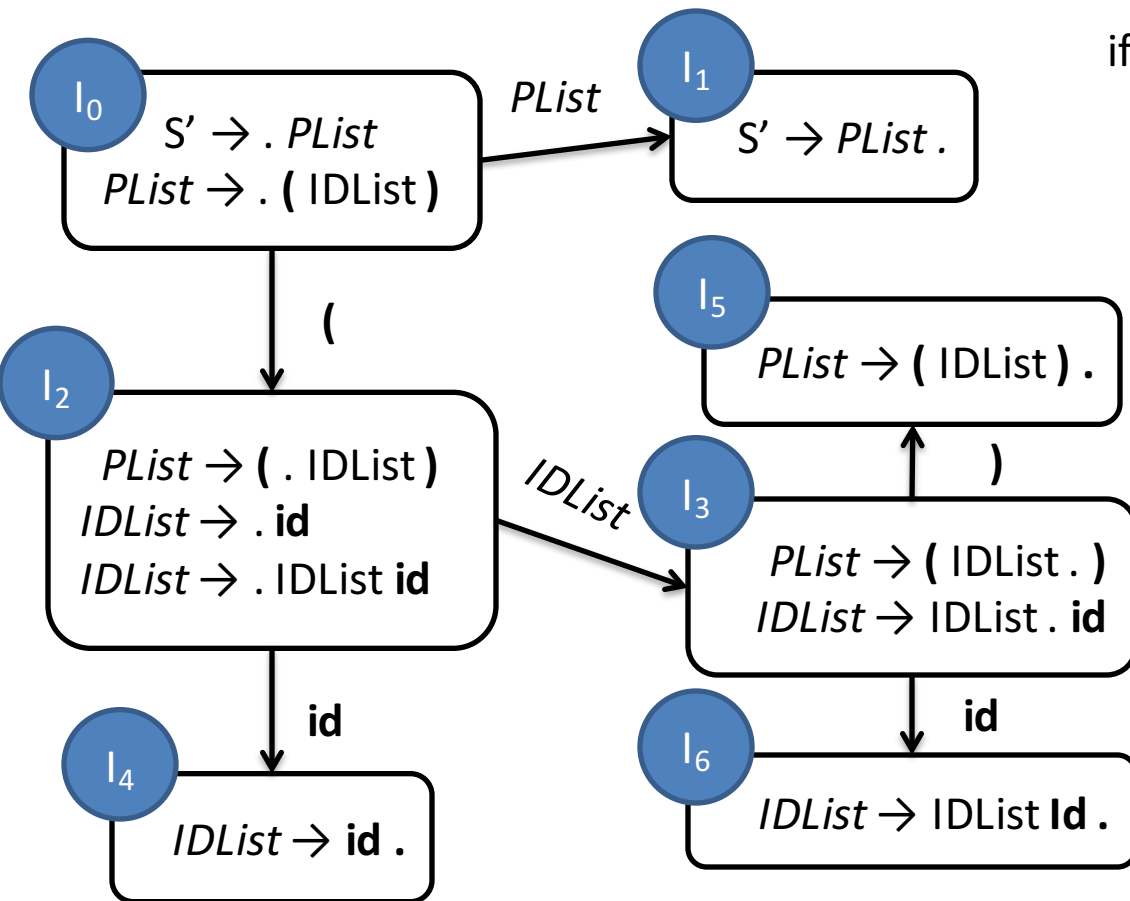 if
I₀
S’ → . PList
PList → . ( IDList )
PList
I₁
S’ → PList .
(
I₅
PList → ( IDList ) .
I₂
PList → ( . IDList )
IDList → . id
IDList → . IDList id
IDList
)
I₃
PList → ( IDList . )
IDList → IDList . id
id
I₄
IDList → id .
id
I₆
IDList → IDList Id .